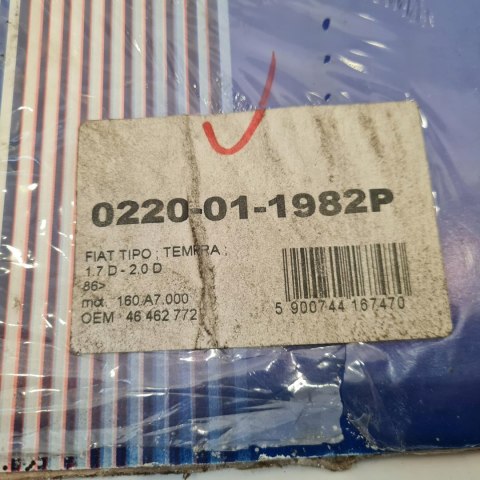 0220-01-1982P
FIAT TIPO ; TEMPRA ;
1.7 D - 2.0 D
86>
mot. 160.A7.000
OEM : 46 462 772
5 900744 167470